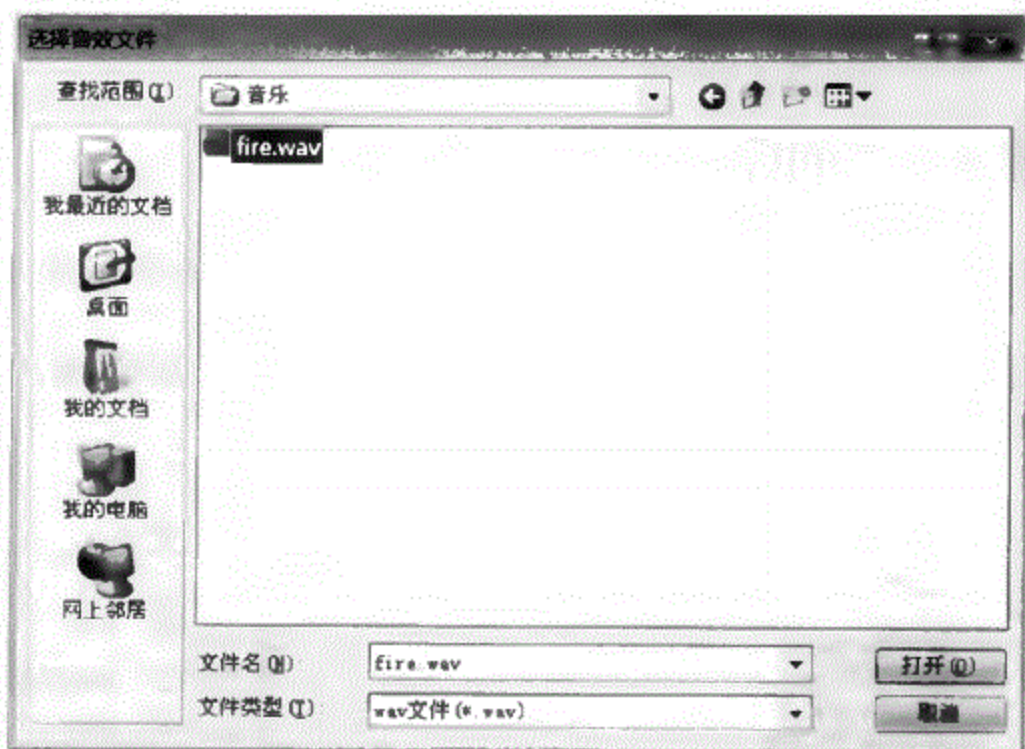 选择音效文件
查找范围(I)
音乐
fire.wav
我最近的文档
桌面
我的文档
我的电脑
网上邻居
文件名(N)
fire.wav
打开(O)
文件类型(T)
wav文件(*.wav)
取消